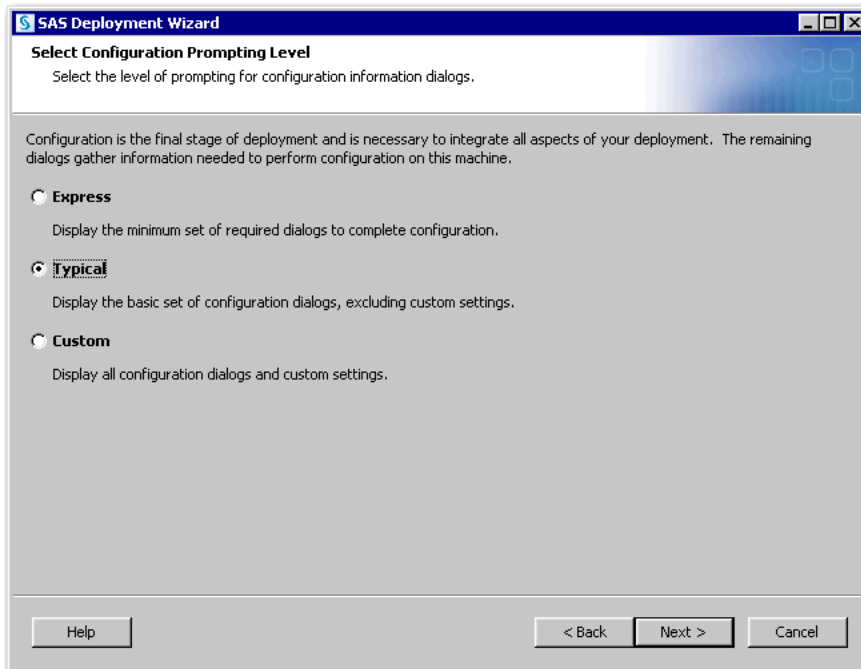 SAS Deployment Wizard
Select Configuration Prompting Level
Select the level of prompting for configuration information dialogs.
Configuration is the final stage of deployment and is necessary to integrate all aspects of your deployment. The remaining
dialogs gather information needed to perform configuration on this machine.
Express
Display the minimum set of required dialogs to complete configuration.
Typical
Display the basic set of configuration dialogs, excluding custom settings.
Custom
Display all configuration dialogs and custom settings.
Help
< Back
Next >
Cancel